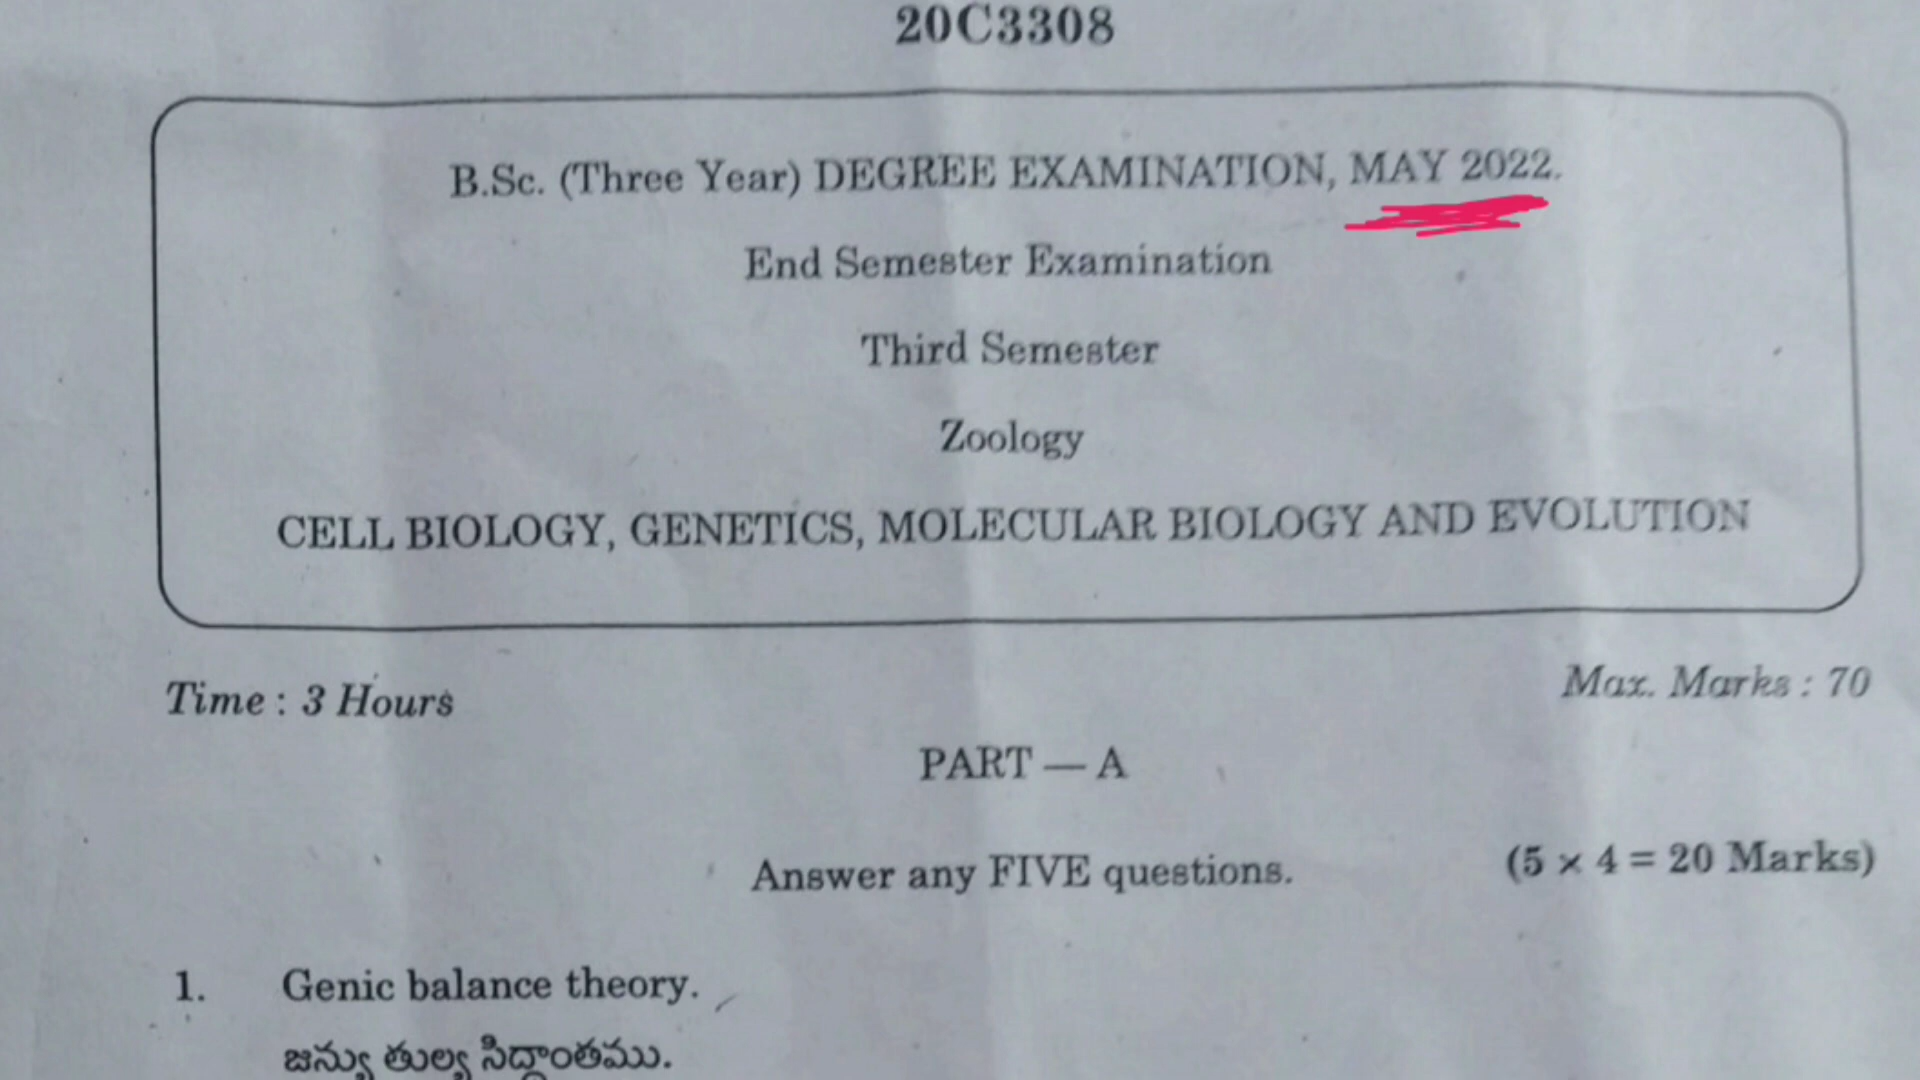 20C3308
B.Sc. (Three Year) DEGREE EXAMINATION, MAY 2022.
End Semester Examination
Third Semester
Zoology
CELL BIOLOGY, GENETICS, MOLECULAR BIOLOGY AND EVOLUTION
Time : 3 Hours
Max. Marks : 70
PART — A
Answer any FIVE questions.
(5 × 4 = 20 Marks)
1. Genic balance theory.
జన్యు తుల్య సిద్ధాంతము.